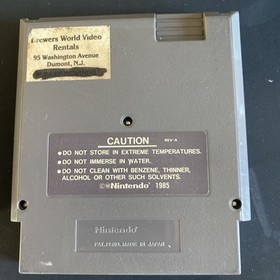 Brewers World Video
Rentals
95 Washington Avenue
Dumont, N.J.
CAUTION
REV-A
• DO NOT STORE IN EXTREME TEMPERATURES.
• DO NOT IMMERSE IN WATER.
• DO NOT CLEAN WITH BENZENE, THINNER,
ALCOHOL OR OTHER SUCH SOLVENTS.
©®Nintendo® 1985
Nintendo®
PAT. PEND. MADE IN JAPAN